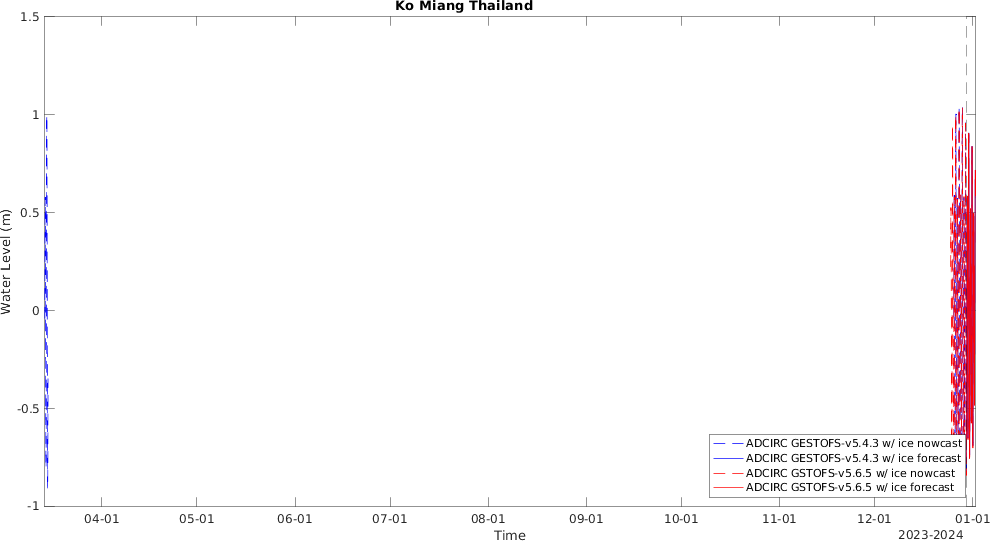 Ko Miang Thailand
1.5
1
0.5
0
-0.5
-1
Water Level (m)
ADCIRC GESTOFS-v5.4.3 w/ ice nowcast
ADCIRC GESTOFS-v5.4.3 w/ ice forecast
ADCIRC GSTOFS-v5.6.5 w/ ice nowcast
ADCIRC GSTOFS-v5.6.5 w/ ice forecast
04-01 05-01 06-01 07-01 08-01 09-01 10-01 11-01 12-01 01-01
Time
2023-2024